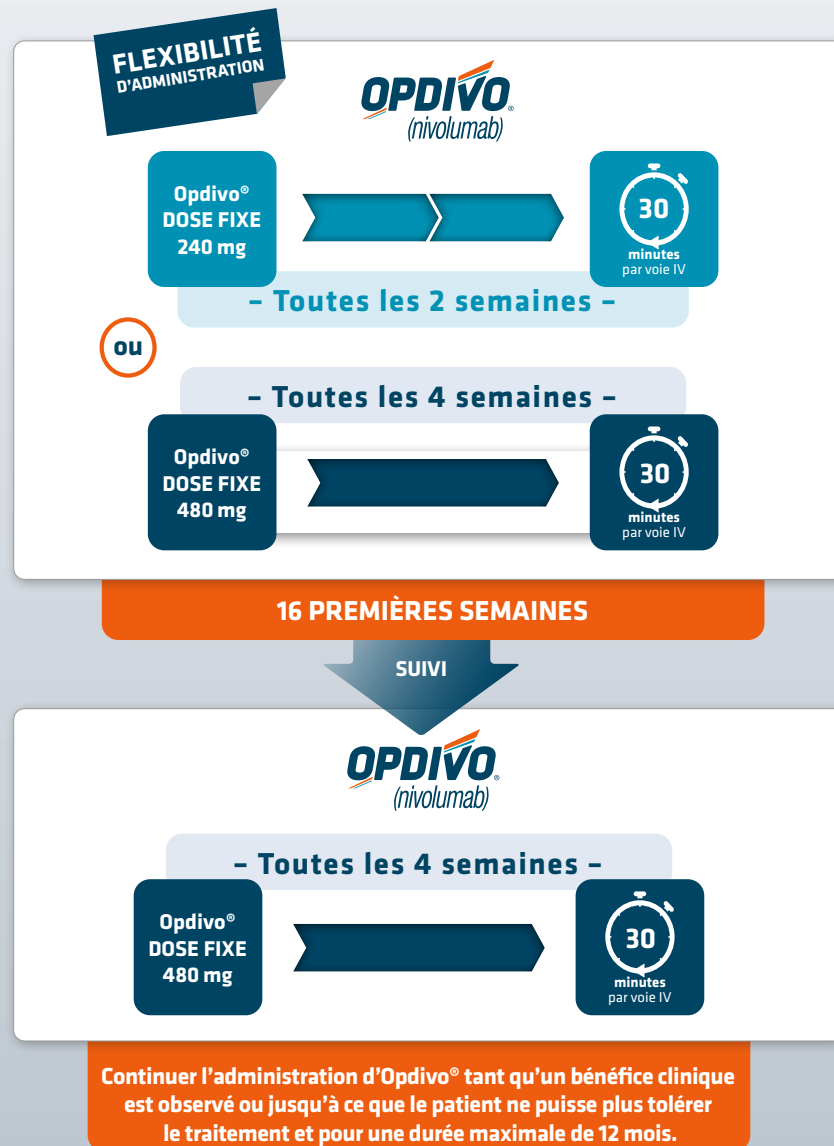 FLEXIBILITÉ
D'ADMINISTRATION
OPDIVO®
(nivolumab)
Opdivo®
DOSE FIXE
240 mg
30
minutes
par voie IV
– Toutes les 2 semaines –
ou
– Toutes les 4 semaines –
Opdivo®
DOSE FIXE
480 mg
30
minutes
par voie IV
16 PREMIÈRES SEMAINES
SUIVI
OPDIVO®
(nivolumab)
– Toutes les 4 semaines –
Opdivo®
DOSE FIXE
480 mg
30
minutes
par voie IV
Continuer l'administration d'Opdivo® tant qu'un bénéfice clinique
est observé ou jusqu'à ce que le patient ne puisse plus tolérer
le traitement et pour une durée maximale de 12 mois.